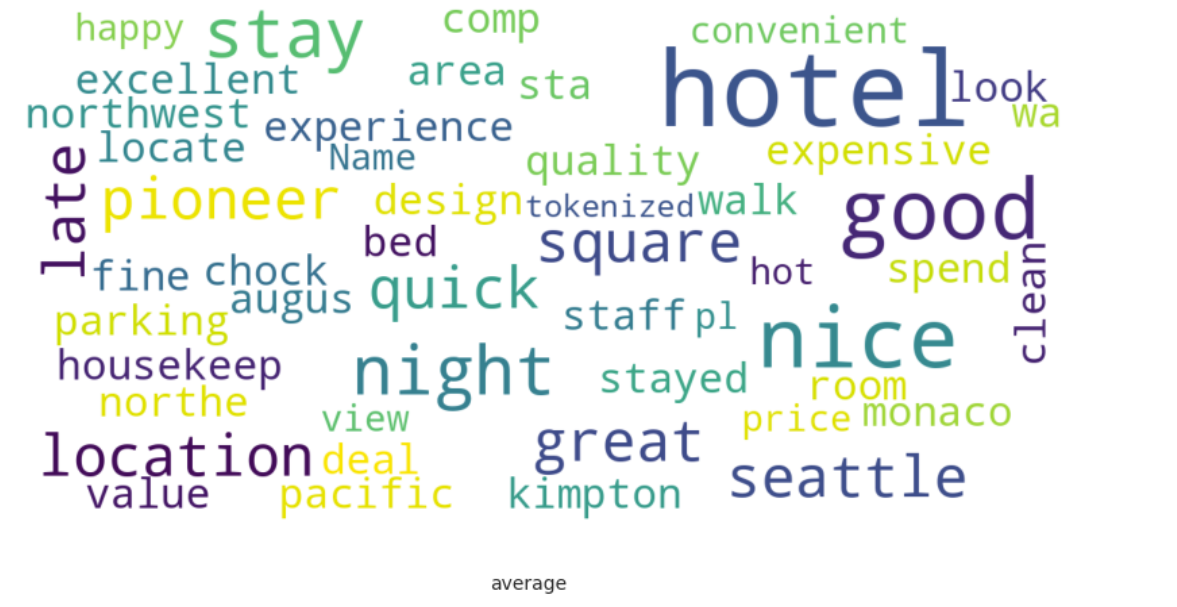 happy stay comp convenient
excellent area sta hotel look
northwest experience wa
late locate Name quality expensive
pioneer design tokenized walk good
bed square clean
fine chock quick hot spend
augus
parking staff pl nice
housekeep night stayed room
northe view price monaco
location deal great seattle
value pacific kimpton
average